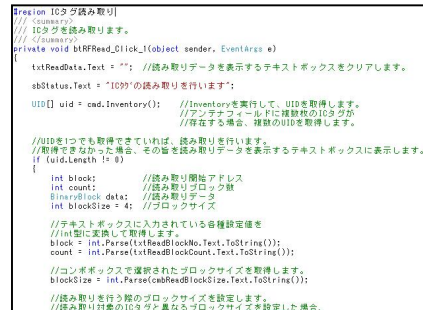 #region ICタグ読み取り
/// <summary>
/// ICタグを読み取ります。
/// </summary>
private void btRFRead_Click_1(object sender, EventArgs e)
{
txtReadData.Text = ""; //読み取りデータを表示するテキストボックスをクリアします。
sbStatus.Text = "ICﾀｸﾞの読み取りを行います";
UID[] uid = cmd.Inventory(); //Inventoryを実行して、UIDを取得します。
//アンテナフィールドに複数枚のICタグが
//存在する場合、複数のUIDを取得します。
//UIDを1つでも取得できていれば、読み取りを行います。
//取得できなかった場合、その旨を読み取りデータを表示するテキストボックスに表示します。
if (uid.Length != 0)
{
int block; //読み取り開始アドレス
int count; //読み取りブロック数
BinaryBlock data; //読み取りデータ
int blockSize = 4; //ブロックサイズ
//テキストボックスに入力されている各種設定値を
//int型に変換して取得します。
block = int.Parse(txtReadBlockNo.Text.ToString());
count = int.Parse(txtReadBlockCount.Text.ToString());
//コンボボックスで選択されたブロックサイズを取得します。
blockSize = int.Parse(cmbReadBlockSize.Text.ToString());
//読み取りを行う際のブロックサイズを設定します。
//読み取り対象のICタグと異なるブロックサイズを設定した場合、